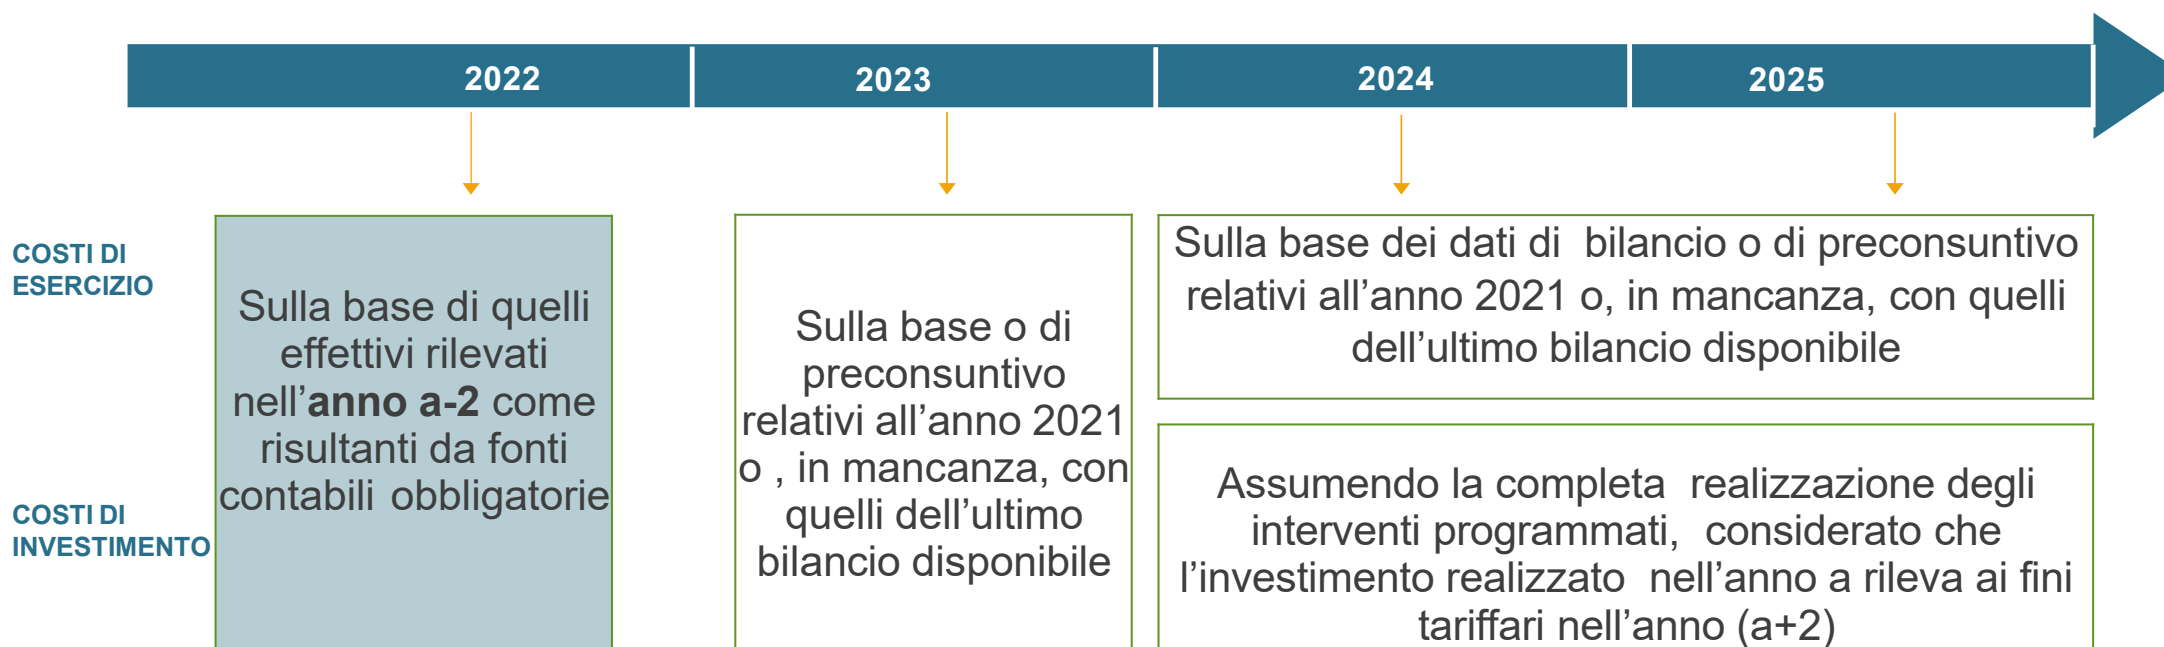 2022
2023
2024
2025
COSTI DI
ESERCIZIO
COSTI DI
INVESTIMENTO
Sulla base di quelli
effettivi rilevati
nell’anno a-2 come
risultanti da fonti
contabili obbligatorie
Sulla base o di
preconsuntivo
relativi all’anno 2021
o , in mancanza, con
quelli dell’ultimo
bilancio disponibile
Sulla base dei dati di bilancio o di preconsuntivo
relativi all’anno 2021 o, in mancanza, con quelli
dell’ultimo bilancio disponibile
Assumendo la completa realizzazione degli
interventi programmati, considerato che
l’investimento realizzato nell’anno a rileva ai fini
tariffari nell’anno (a+2)